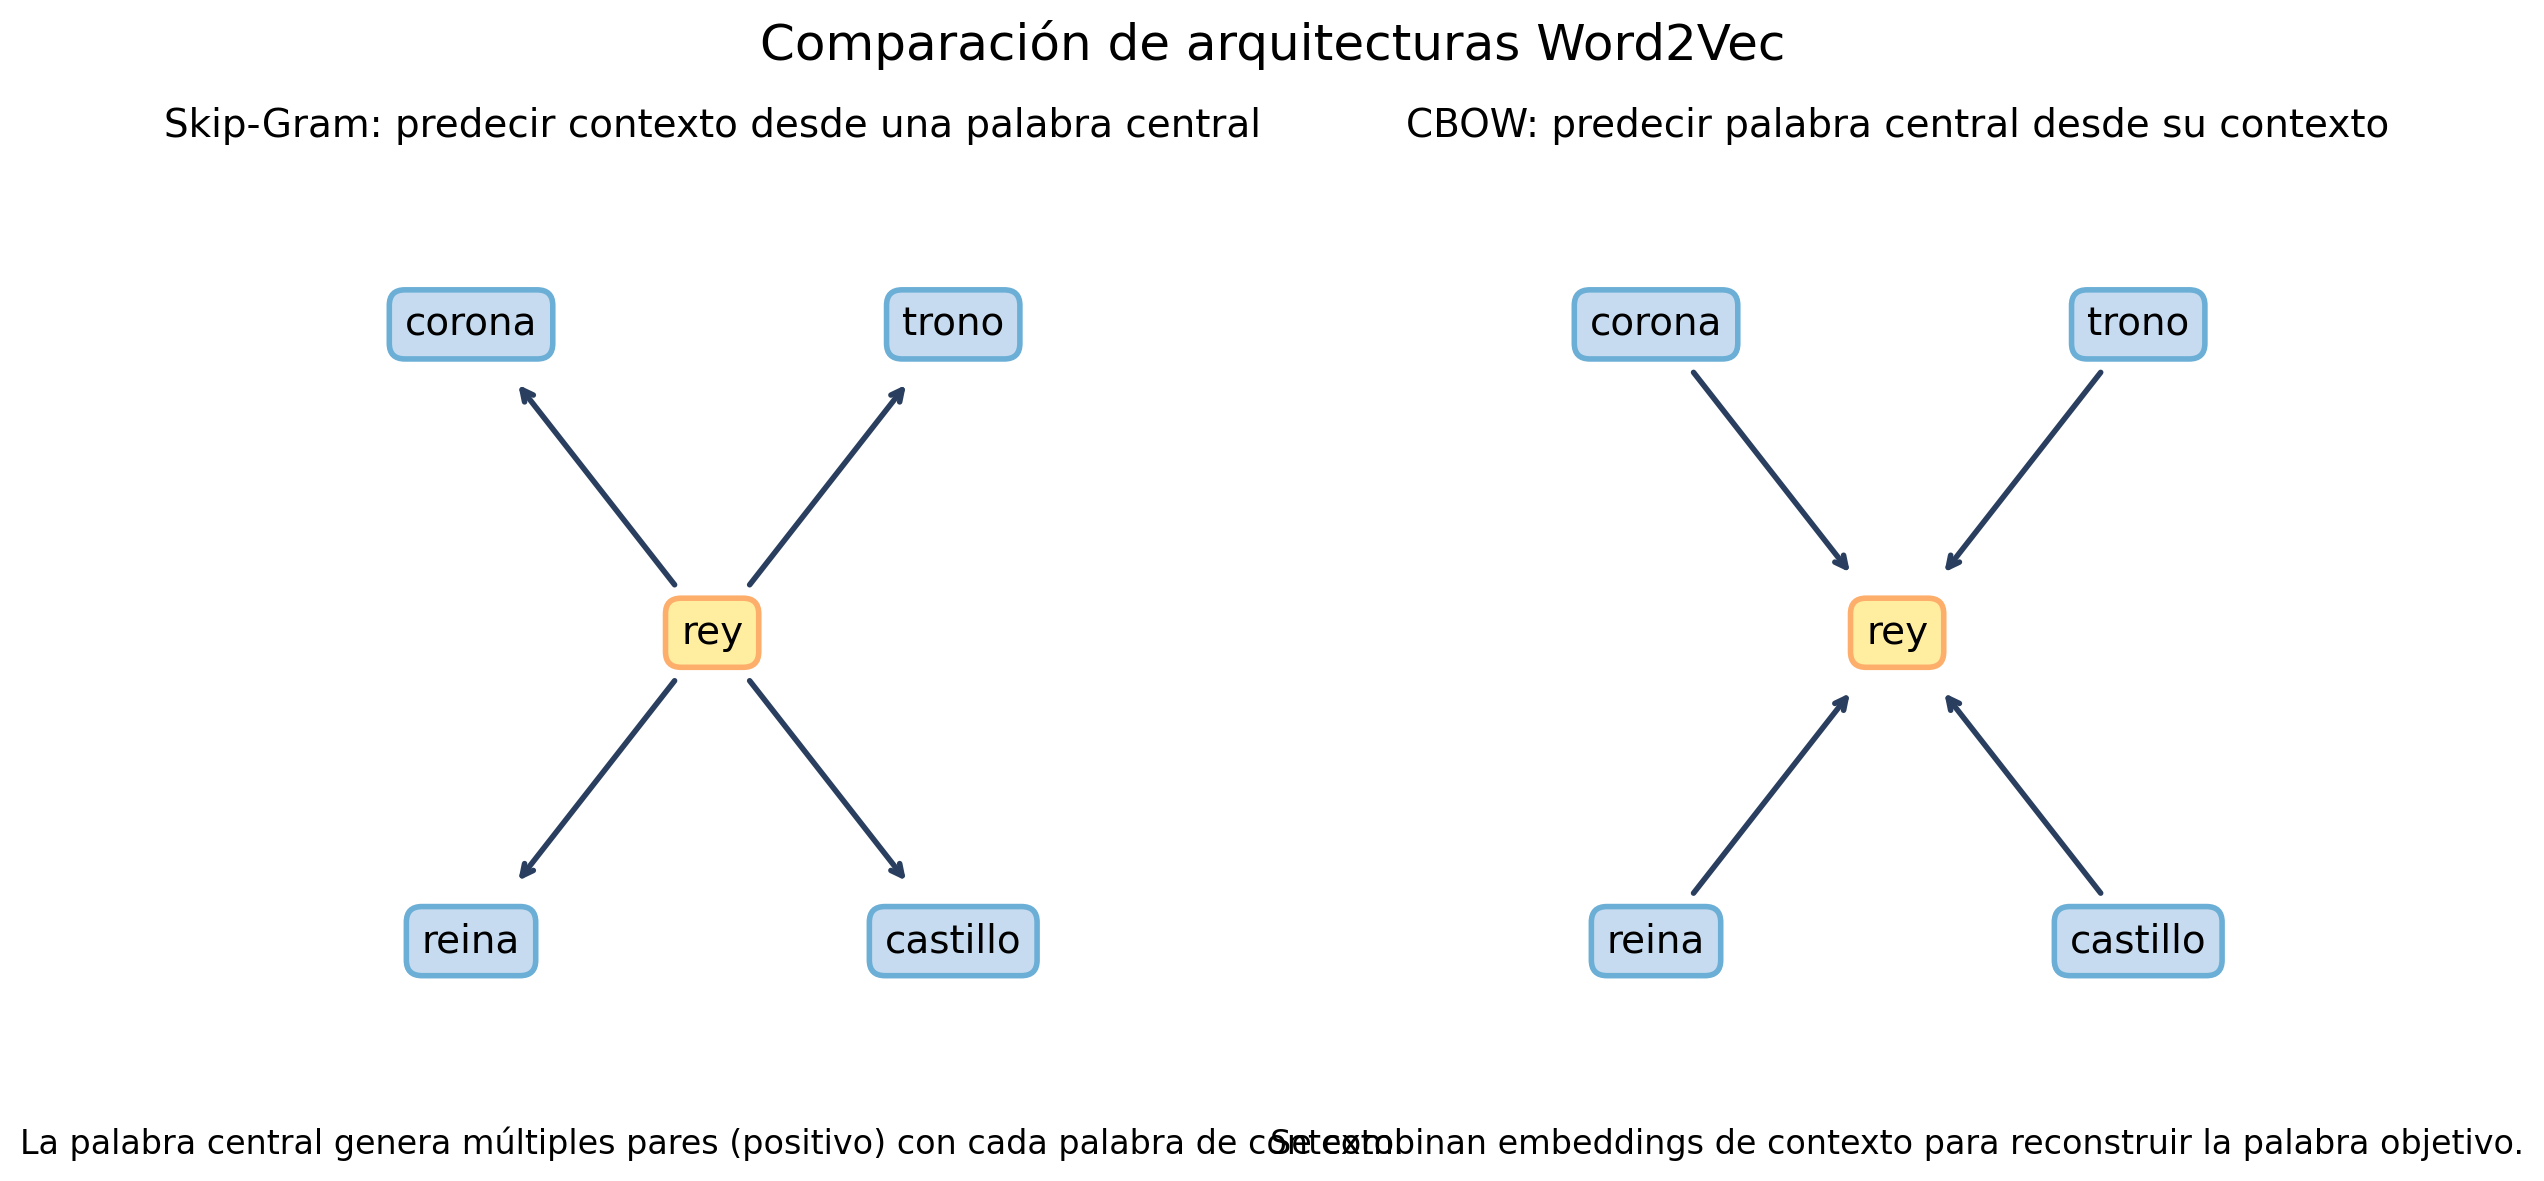 Comparación de arquitecturas Word2Vec
Skip-Gram: predecir contexto desde una palabra central
corona
trono
rey
reina
castillo
La palabra central genera múltiples pares (positivo) con cada palabra de contexto.
CBOW: predecir palabra central desde su contexto
corona
trono
rey
reina
castillo
Se combinan embeddings de contexto para reconstruir la palabra objetivo.